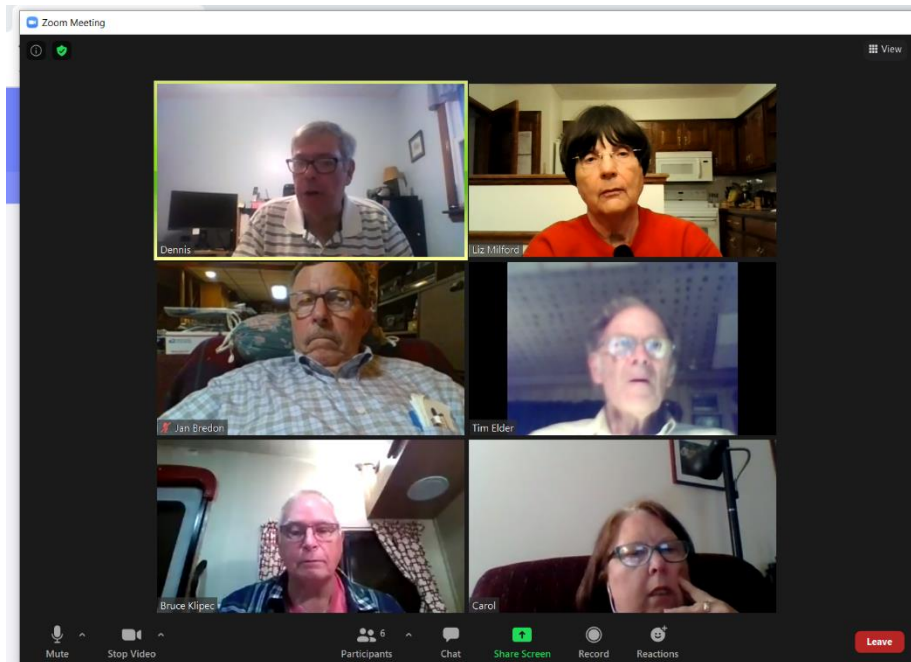 Zoom Meeting
View
Dennis
Liz Milford
Jan Bredon
Tim Elder
Bruce Klipec
Carol
6
Mute
Stop Video
Participants
Chat
Share Screen
Record
Reactions
Leave